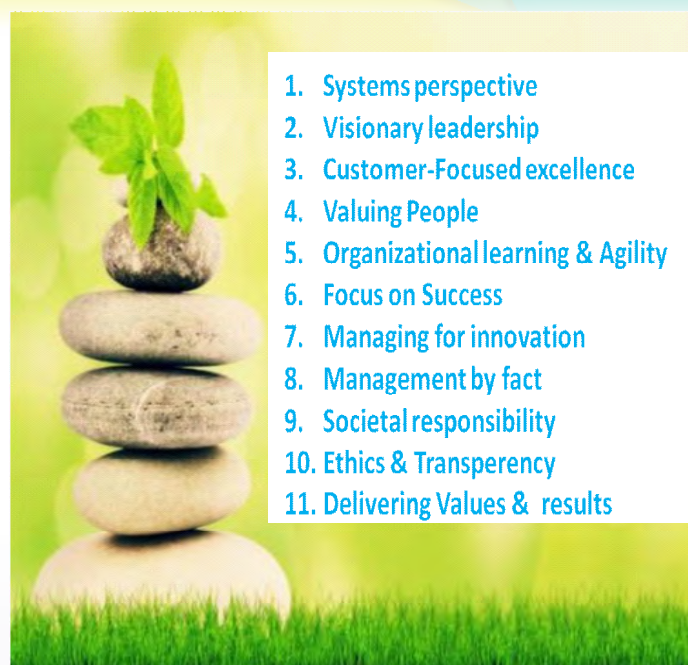 1. Systems perspective
2. Visionary leadership
3. Customer-Focused excellence
4. Valuing People
5. Organizational learning & Agility
6. Focus on Success
7. Managing for innovation
8. Management by fact
9. Societal responsibility
10. Ethics & Transperency
11. Delivering Values & results